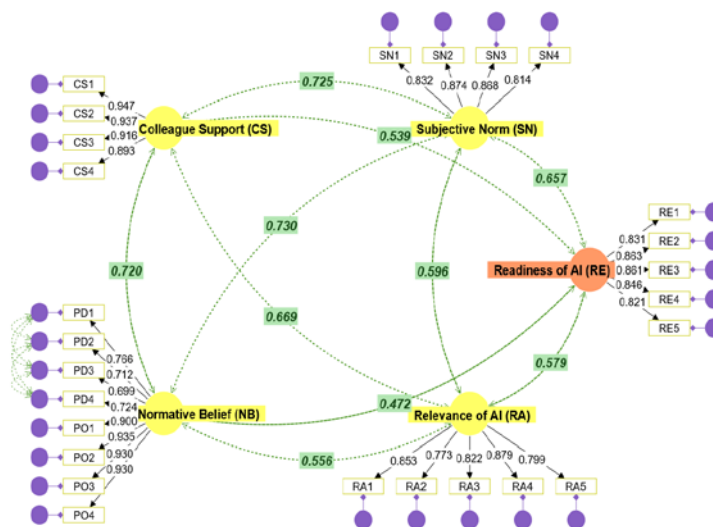 SN1
SN2
SN3
SN4
0.832
0.874
0.868
0.814
CS1
CS2
CS3
CS4
0.947
0.937
0.916
0.893
Colleague Support (CS)
0.725
Subjective Norm (SN)
0.539
0.657
0.730
0.720
0.596
0.669
RE1
RE2
RE3
RE4
RE5
0.831
0.863
0.861
0.846
0.821
Readiness of AI (RE)
0.579
PD1
PD2
PD3
PD4
PO1
PO2
PO3
PO4
0.766
0.712
0.699
0.724
0.900
0.935
0.930
0.930
Normative Belief (NB)
0.472
0.556
Relevance of AI (RA)
0.853
0.773
0.822
0.879
0.799
RA1
RA2
RA3
RA4
RA5